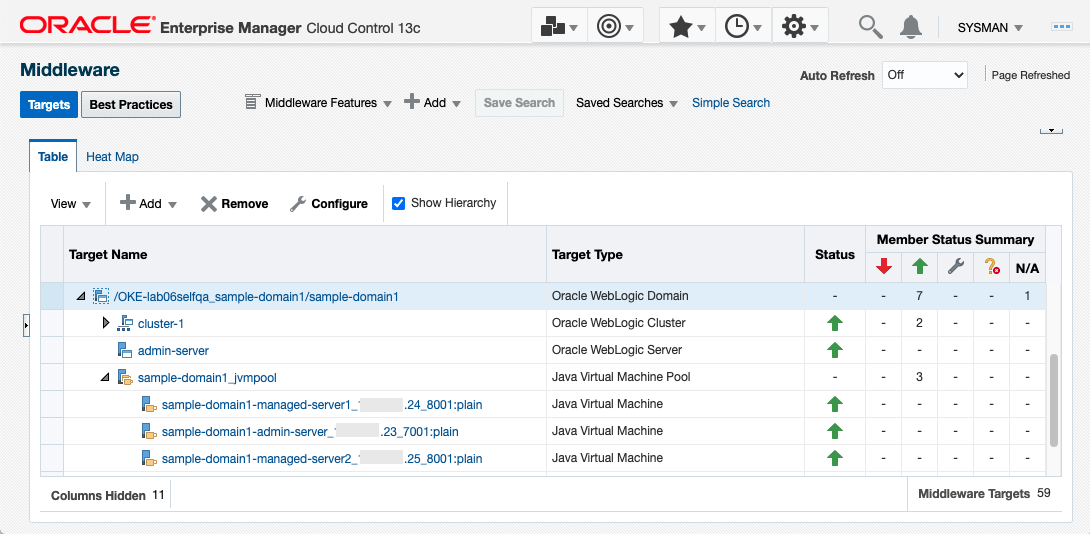 ORACLE Enterprise Manager Cloud Control 13c SYSMAN
Middleware
Auto Refresh Off Page Refreshed
Targets Best Practices Middleware Features Add Save Search Saved Searches Simple Search
Table Heat Map
View Add Remove Configure Show Hierarchy
Target Name Target Type Status Member Status Summary
N/A
/OKE-lab06selfqa_sample-domain1/sample-domain1 Oracle WebLogic Domain - - 7 - - 1
cluster-1 Oracle WebLogic Cluster - 2 - - -
admin-server Oracle WebLogic Server - - - - -
sample-domain1_jvmpool Java Virtual Machine Pool - - 3 - - -
sample-domain1-managed-server1_ .24_8001:plain Java Virtual Machine - - - - -
sample-domain1-admin-server_ .23_7001:plain Java Virtual Machine - - - - -
sample-domain1-managed-server2_ .25_8001:plain Java Virtual Machine - - - - -
Columns Hidden 11 Middleware Targets 59